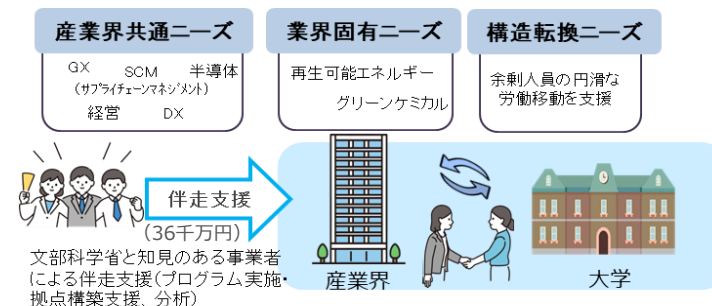 産業界共通ニーズ
GX SCM 半導体
（サプライチェーンマネジメント）
経営 DX
業界固有ニーズ
再生可能エネルギー
グリーンケミカル
構造転換ニーズ
余剰人員の円滑な
労働移動を支援
伴走支援
（36千万円）
文部科学省と知見のある事業者
による伴走支援（プログラム実施・
拠点構築支援、分析）
産業界
大学